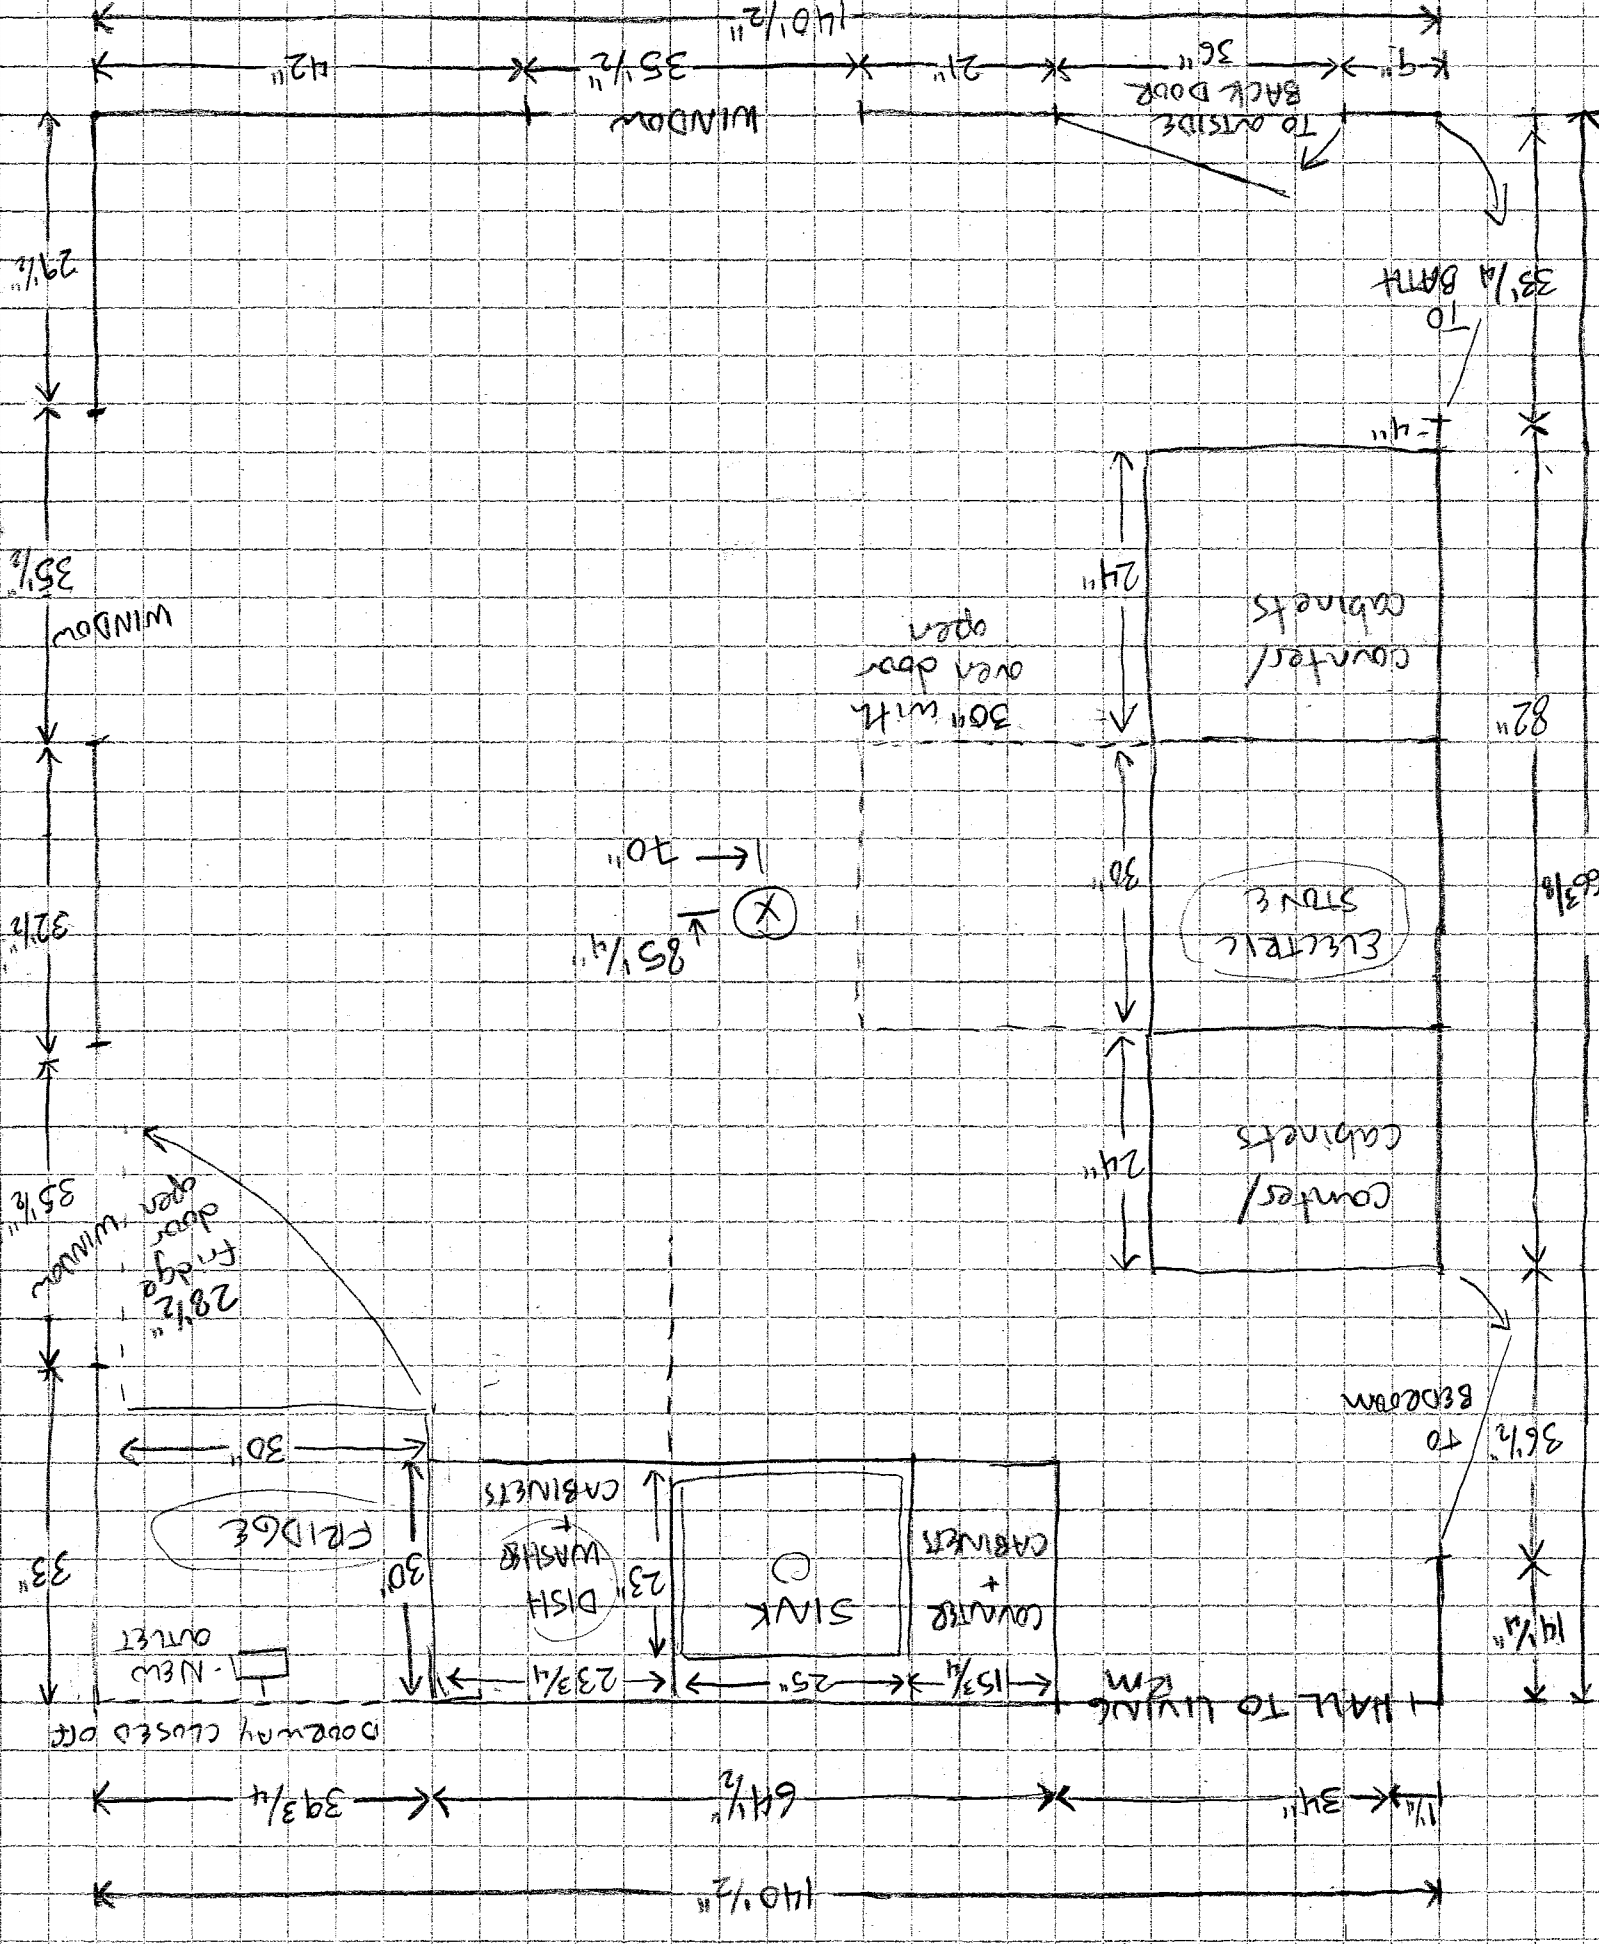 140 1/2"
1 1/4" 34" 64 1/2" 39 3/4
HALL TO LIVING
RM
DOORWAY CLOSED OFF
15 3/4 25" 23 3/4 1"
- NEW
OUTLET
14 1/4"
COUNTER
+
CABINETS
SINK
23"
DISH
WASHER
+
CABINETS
30"
FRIDGE
30"
33"
36 1/2"
TO
BEDROOM
28 1/2"
fridge
door
open
WINDOW
35 1/2"
counter/
cabinets
24"
ELECTRIC
STOVE
30"
85 1/4"
X
70"
32 1/2"
66 3/8
82"
30" with
oven door
open
counter/
cabinets
24"
WINDOW
35 1/2"
4"
TO
BATH
33 1/4
29 1/2"
TO OUTSIDE
BACK DOOR
WINDOW
6" 36" 21" 35 1/2" 42"
140 1/2"